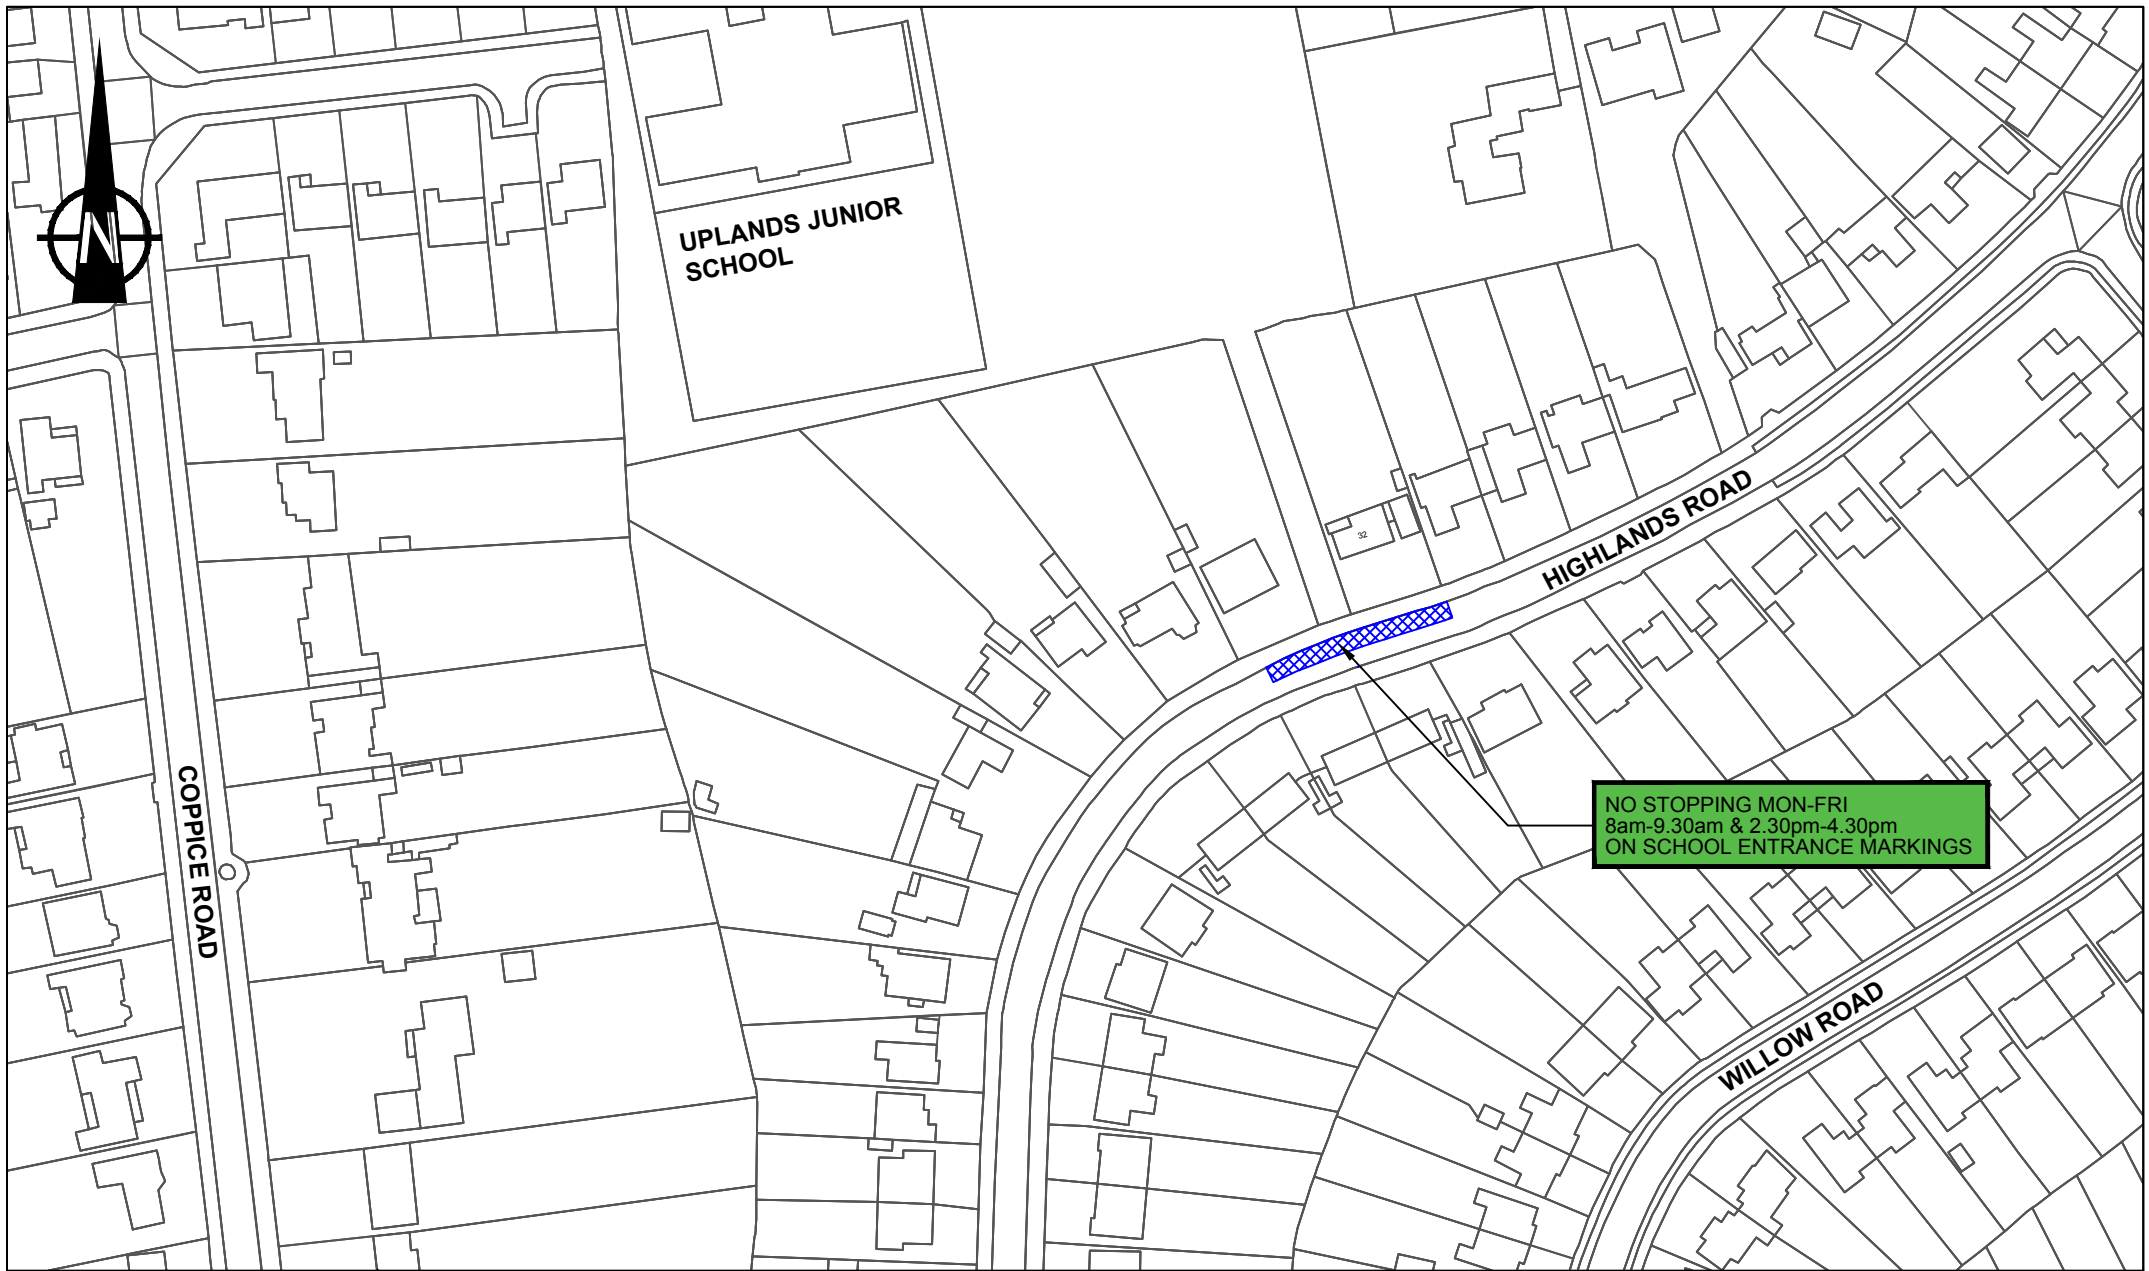 N
UPLANDS JUNIOR
SCHOOL
32
HIGHLANDS ROAD
COPPICE ROAD
NO STOPPING MON-FRI
8am-9.30am & 2.30pm-4.30pm
ON SCHOOL ENTRANCE MARKINGS
WILLOW ROAD